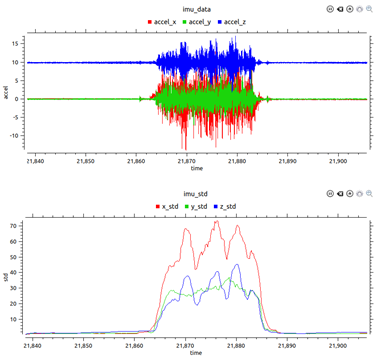 imu_data
accel_x accel_y accel_z
15
10
5
0
-5
-10
accel
21,840 21,850 21,860 21,870 21,880 21,890 21,900
time
imu_std
x_std y_std z_std
70
60
50
40
30
20
10
std
21,840 21,850 21,860 21,870 21,880 21,890 21,900
time